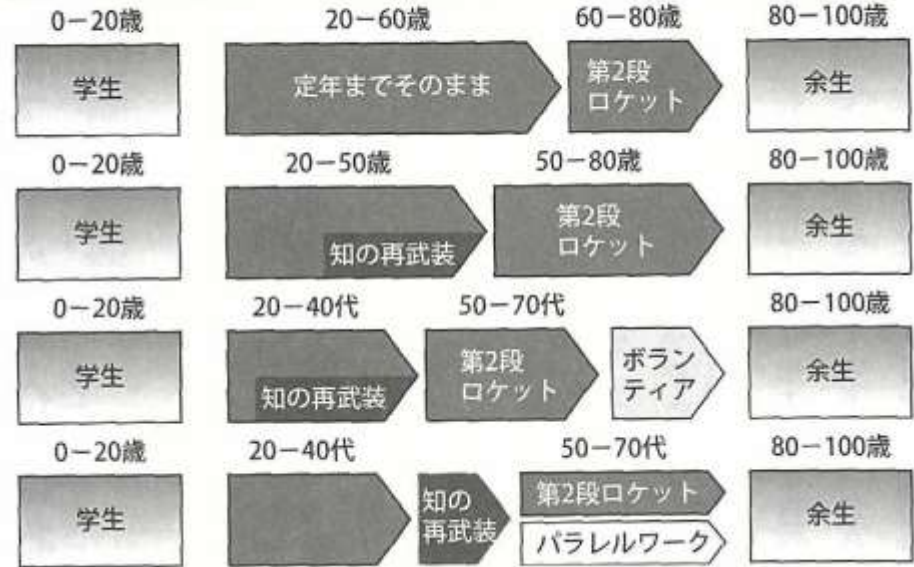 0－20歳
20－60歳
60－80歳
80－100歳
学生
定年までそのまま
第2段
ロケット
余生
0－20歳
20－50歳
50－80歳
80－100歳
学生
知の再武装
第2段
ロケット
余生
0－20歳
20－40代
50－70代
80－100歳
学生
知の再武装
第2段
ロケット
ボラン
ティア
余生
0－20歳
20－40代
50－70代
80－100歳
学生
知の
再武装
第2段ロケット
パラレルワーク
余生